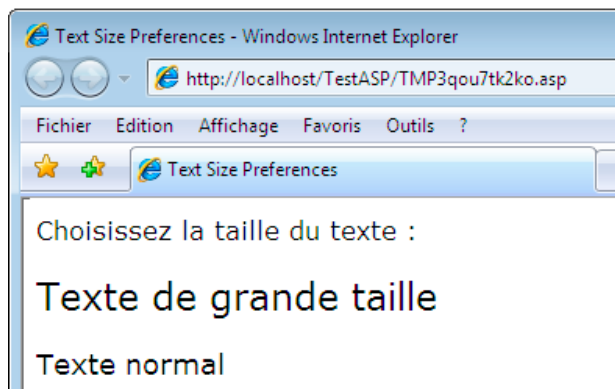 Text Size Preferences - Windows Internet Explorer
http://localhost/TestASP/TMP3qou7tk2ko.asp
Fichier Edition Affichage Favoris Outils ?
Text Size Preferences
Choisissez la taille du texte :
Texte de grande taille
Texte normal